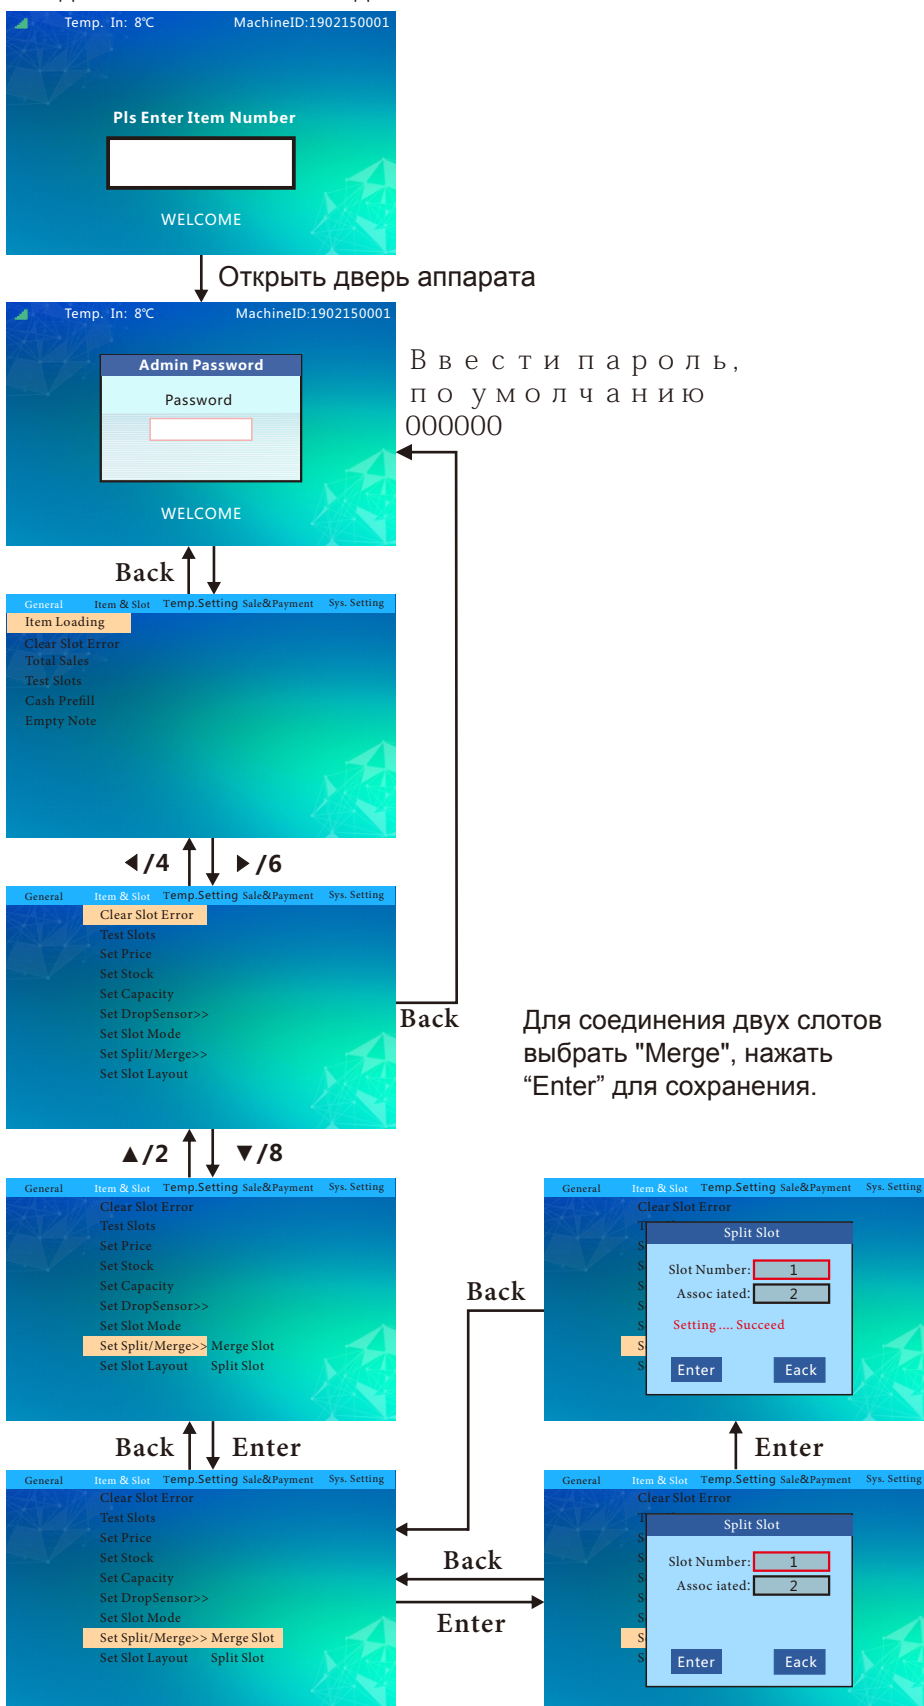 Temp. In: 8℃ MachineID:1902150001
Pls Enter Item Number
WELCOME
Открыть дверь аппарата
Temp. In: 8℃ MachineID:1902150001
Admin Password
Password
WELCOME
Ввести пароль,
по умолчанию
000000
Back
General Item & Slot Temp.Setting Sale&Payment Sys. Setting
Item Loading
Clear Slot Error
Total Sales
Test Slots
Cash Prefill
Empty Note
◀/4 ▶/6
General Item & Slot Temp.Setting Sale&Payment Sys. Setting
Clear Slot Error
Test Slots
Set Price
Set Stock
Set Capacity
Set DropSensor>>
Set Slot Mode
Set Split/Merge>>
Set Slot Layout
Back
Для соединения двух слотов
выбрать "Merge", нажать
“Enter” для сохранения.
▲/2 ▼/8
General Item & Slot Temp.Setting Sale&Payment Sys. Setting
Clear Slot Error
Test Slots
Set Price
Set Stock
Set Capacity
Set DropSensor>>
Set Slot Mode
Set Split/Merge>> Merge Slot
Set Slot Layout Split Slot
Back
General Item & Slot Temp.Setting Sale&Payment Sys. Setting
Clear Slot Error
Split Slot
Slot Number: 1
Assoc iated: 2
Setting .... Succeed
Enter Eack
Back Enter
Enter
General Item & Slot Temp.Setting Sale&Payment Sys. Setting
Clear Slot Error
Test Slots
Set Price
Set Stock
Set Capacity
Set DropSensor>>
Set Slot Mode
Set Split/Merge>> Merge Slot
Set Slot Layout Split Slot
Back
Enter
General Item & Slot Temp.Setting Sale&Payment Sys. Setting
Clear Slot Error
Split Slot
Slot Number: 1
Assoc iated: 2
Enter Eack